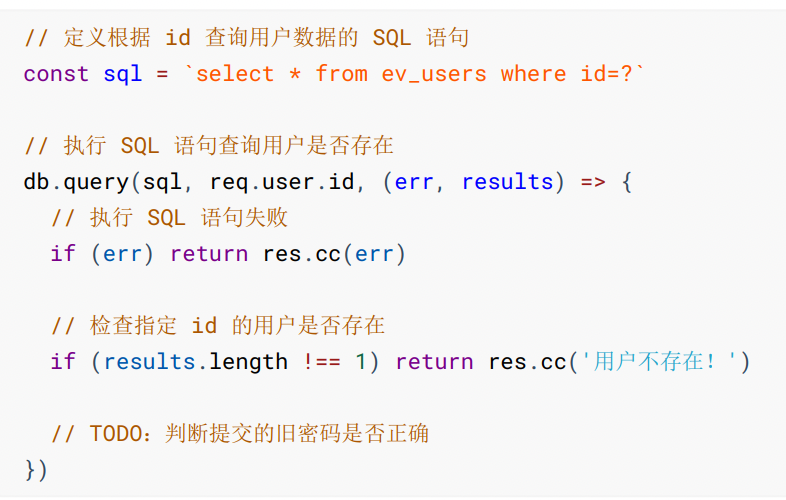 // 定义根据 id 查询用户数据的 SQL 语句
const sql = `select * from ev_users where id=?`
// 执行 SQL 语句查询用户是否存在
db.query(sql, req.user.id, (err, results) => {
// 执行 SQL 语句失败
if (err) return res.cc(err)
// 检查指定 id 的用户是否存在
if (results.length !== 1) return res.cc('用户不存在！')
// TODO：判断提交的旧密码是否正确
})